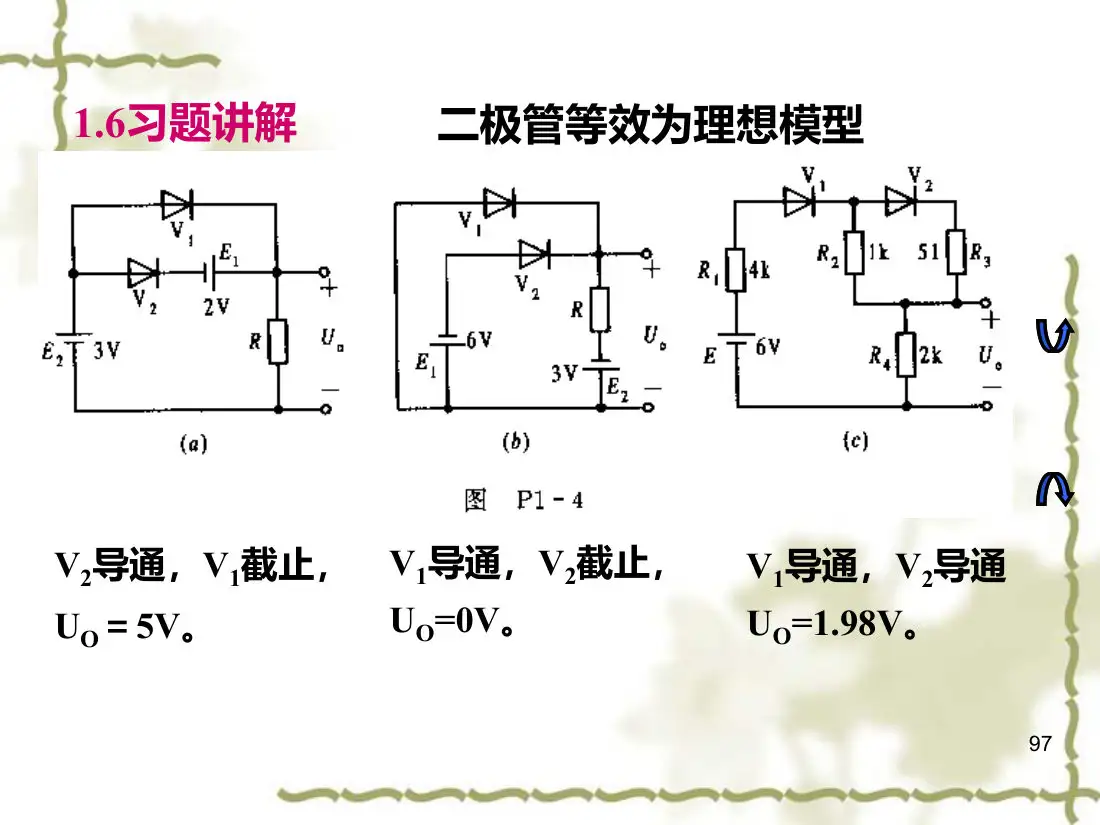 1.6习题讲解
二极管等效为理想模型
V1
V2
E1
2V
E2 3V
R
+
Uo
−
(a)
V1
V2
E1
6V
R
3V
E2
+
Uo
−
(b)
V1
V2
R1
4k
R2
1k
51
R3
E
6V
R4
2k
+
Uo
−
(c)
图 P1-4
V2导通，V1截止，
UO = 5V。
V1导通，V2截止，
UO=0V。
V1导通，V2导通
UO=1.98V。
97